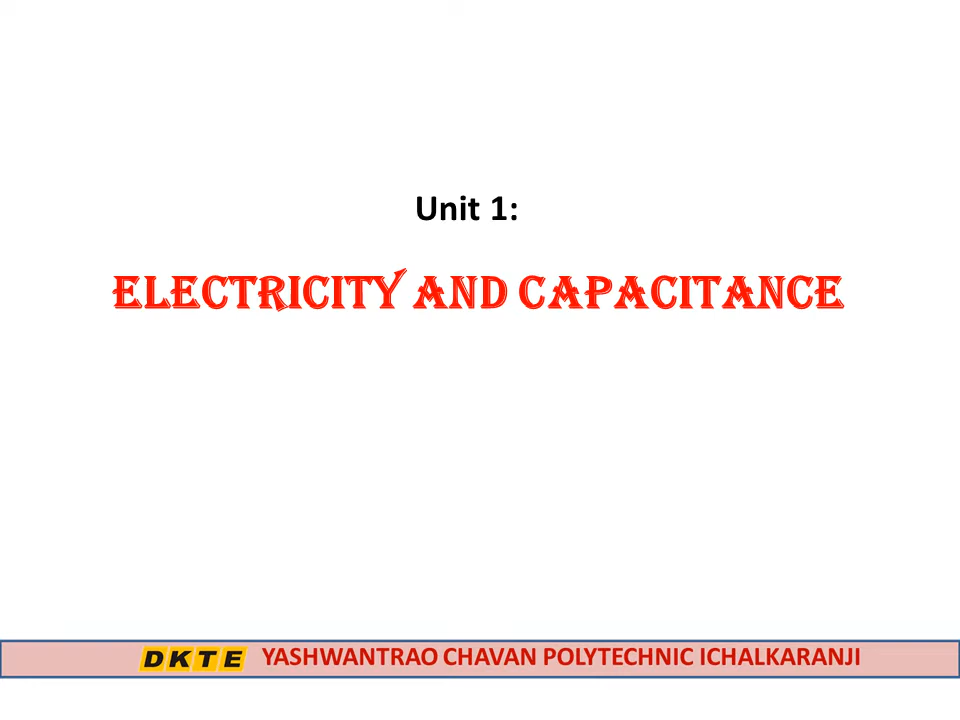 Unit 1:
ELECTRICITY AND CAPACITANCE
DKTE YASHWANTRAO CHAVAN POLYTECHNIC ICHALKARANJI